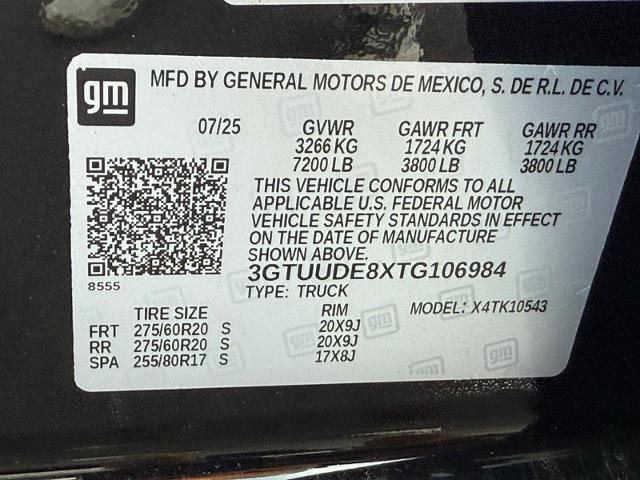 gm
MFD BY GENERAL MOTORS DE MEXICO, S. DE R.L. DE C.V.
07/25 GVWR GAWR FRT GAWR RR
3266 KG 1724 KG 1724 KG
7200 LB 3800 LB 3800 LB
THIS VEHICLE CONFORMS TO ALL
APPLICABLE U.S. FEDERAL MOTOR
VEHICLE SAFETY STANDARDS IN EFFECT
ON THE DATE OF MANUFACTURE
SHOWN ABOVE.
3GTUUDE8XTG106984
8555
TYPE: TRUCK
MODEL: X4TK10543
TIRE SIZE RIM
FRT 275/60R20 S 20X9J
RR 275/60R20 S 20X9J
SPA 255/80R17 S 17X8J